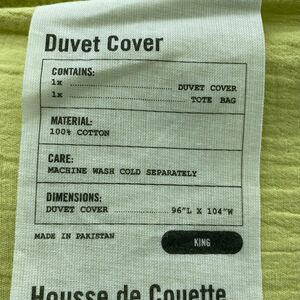 Duvet Cover
CONTAINS:
1x ........................ DUVET COVER
1x ........................ TOTE BAG
MATERIAL:
100% COTTON
CARE:
MACHINE WASH COLD SEPARATELY
DIMENSIONS:
DUVET COVER ............ 96"L X 104"W
MADE IN PAKISTAN
KING
Housse de Couette